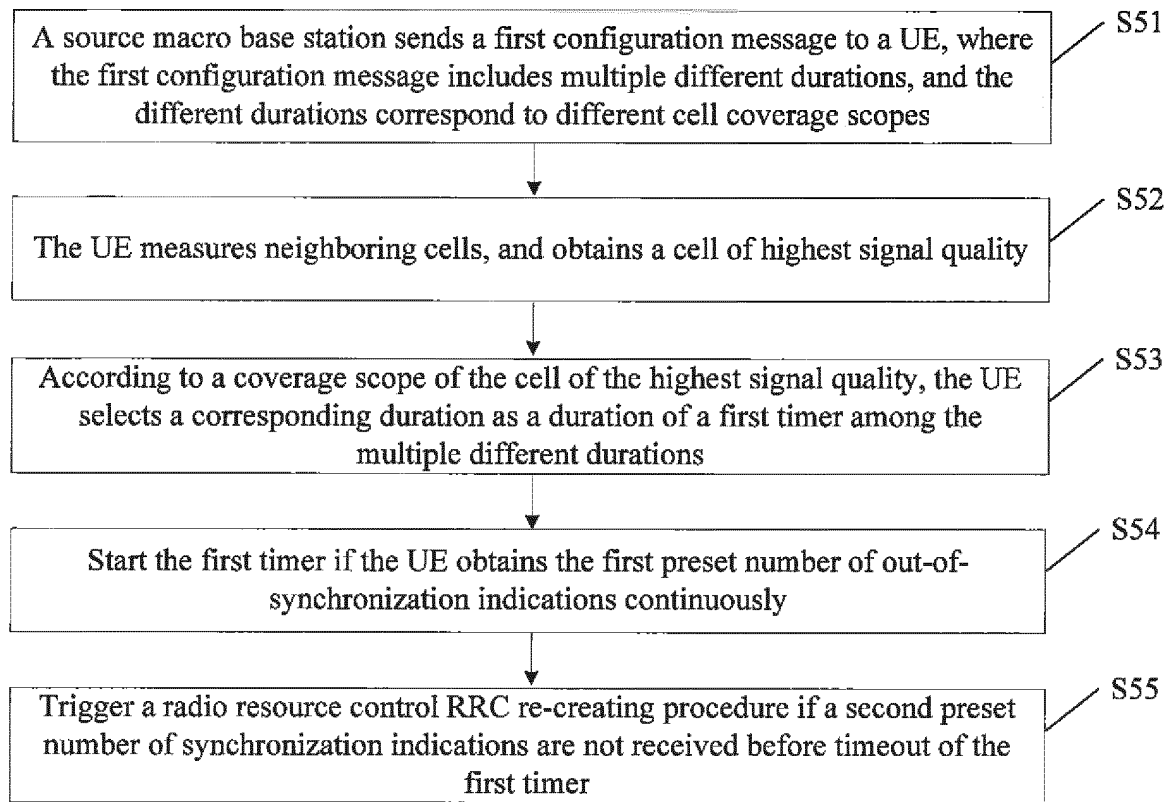 A source macro base station sends a first configuration message to a UE, where
the first configuration message includes multiple different durations, and the
different durations correspond to different cell coverage scopes
S51
The UE measures neighboring cells, and obtains a cell of highest signal quality
S52
According to a coverage scope of the cell of the highest signal quality, the UE
selects a corresponding duration as a duration of a first timer among the
multiple different durations
S53
Start the first timer if the UE obtains the first preset number of out-of-
synchronization indications continuously
S54
Trigger a radio resource control RRC re-creating procedure if a second preset
number of synchronization indications are not received before timeout of the
first timer
S55